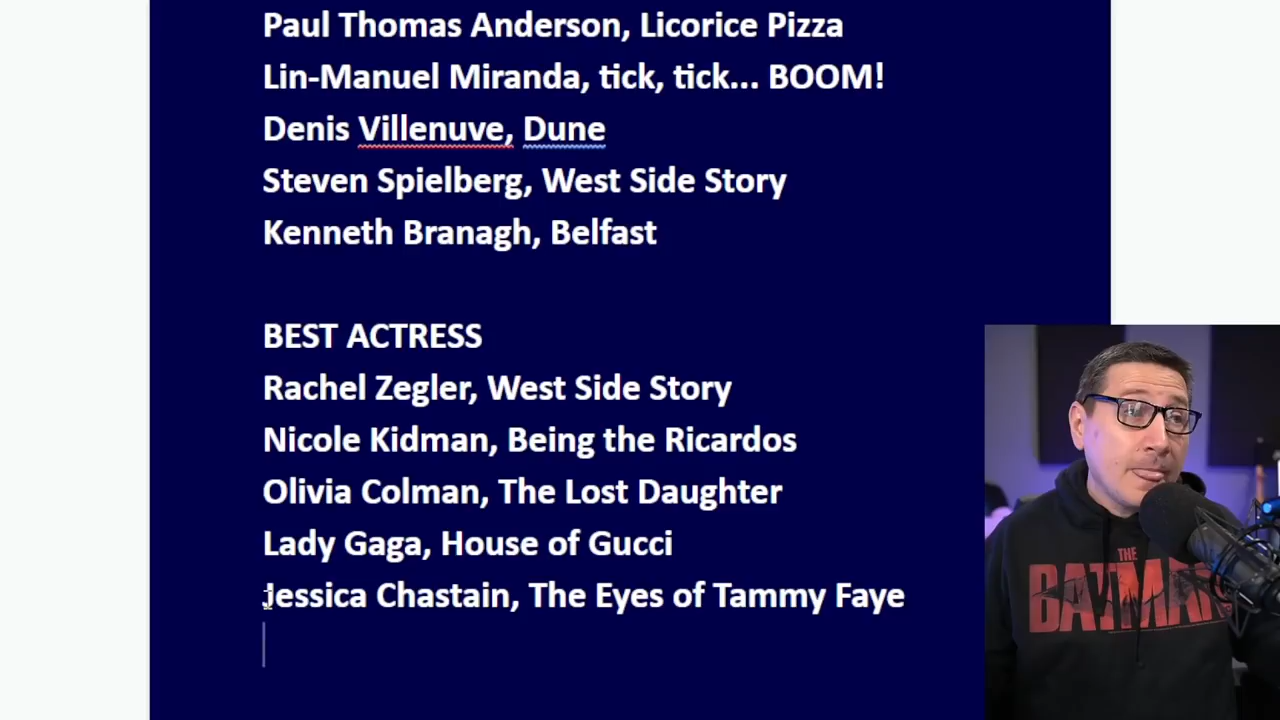 Paul Thomas Anderson, Licorice Pizza
Lin-Manuel Miranda, tick, tick... BOOM!
Denis Villenuve, Dune
Steven Spielberg, West Side Story
Kenneth Branagh, Belfast
BEST ACTRESS
Rachel Zegler, West Side Story
Nicole Kidman, Being the Ricardos
Olivia Colman, The Lost Daughter
Lady Gaga, House of Gucci
Jessica Chastain, The Eyes of Tammy Faye
THE
BATMAN